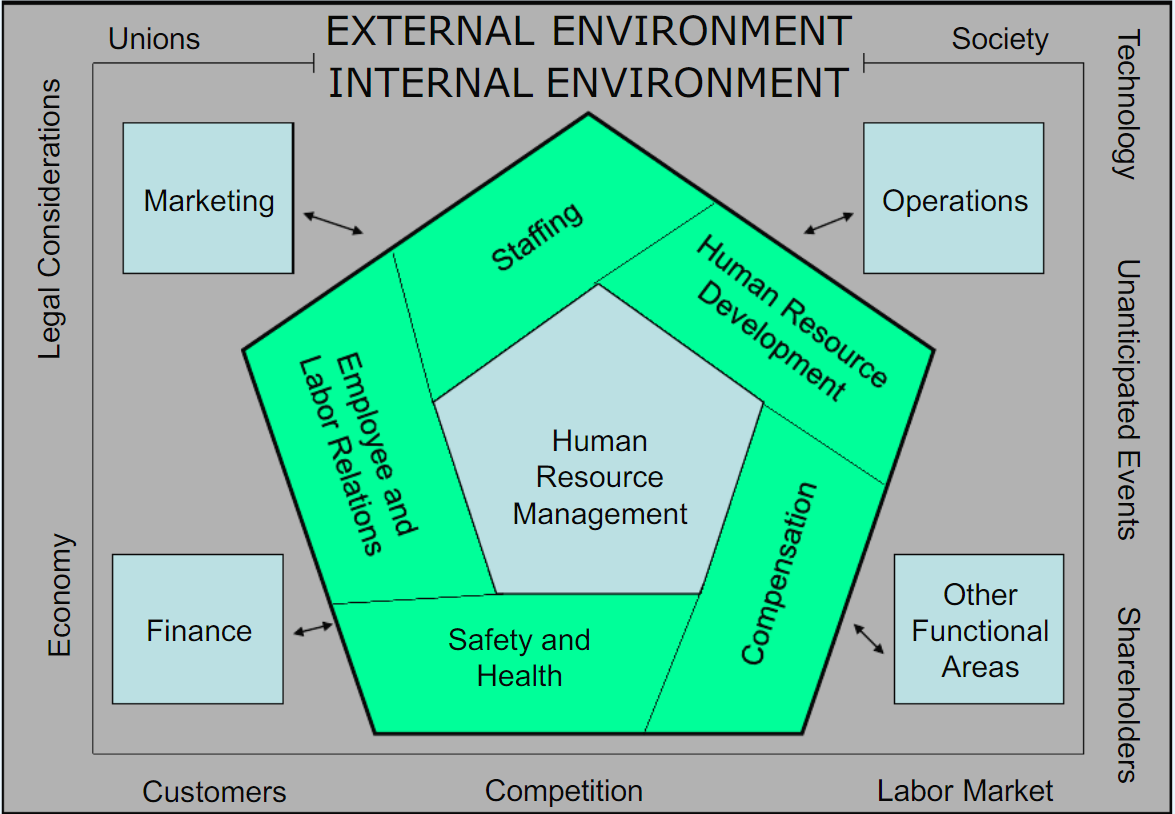 EXTERNAL ENVIRONMENT
Unions
Society
INTERNAL ENVIRONMENT
Technology
Legal Considerations
Marketing
Operations
Staffing
Human Resource
Development
Unanticipated Events
Employee and
Labor Relations
Human
Resource
Management
Compensation
Economy
Finance
Safety and
Health
Other
Functional
Areas
Shareholders
Customers
Competition
Labor Market